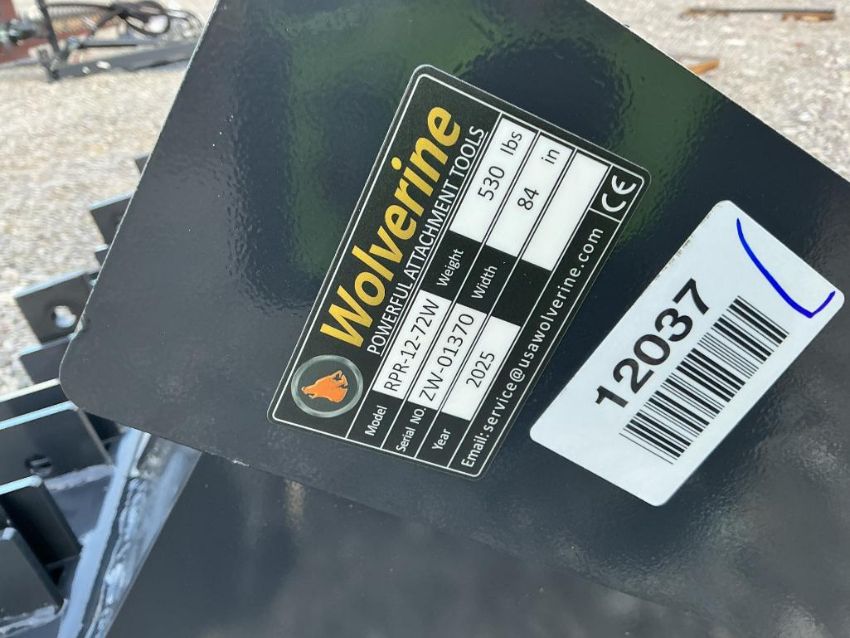 Wolverine
POWERFUL ATTACHMENT TOOLS
Model RPR-12-72W Weight 530 lbs
Serial NO. ZW-01370 Width 84 in
Year 2025
Email: service@usawolverine.com CE
12037